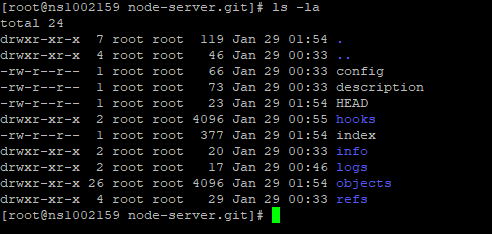 [root@ns1002159 node-server.git]# ls -la
total 24
drwxr-xr-x  7 root root  119 Jan 29 01:54 .
drwxr-xr-x  4 root root   46 Jan 29 00:33 ..
-rw-r--r--  1 root root   66 Jan 29 00:33 config
-rw-r--r--  1 root root   73 Jan 29 00:33 description
-rw-r--r--  1 root root   23 Jan 29 01:54 HEAD
drwxr-xr-x  2 root root 4096 Jan 29 00:55 hooks
-rw-r--r--  1 root root  377 Jan 29 01:54 index
drwxr-xr-x  2 root root   20 Jan 29 00:33 info
drwxr-xr-x  2 root root   17 Jan 29 00:46 logs
drwxr-xr-x 26 root root 4096 Jan 29 01:54 objects
drwxr-xr-x  4 root root   29 Jan 29 00:33 refs
[root@ns1002159 node-server.git]#